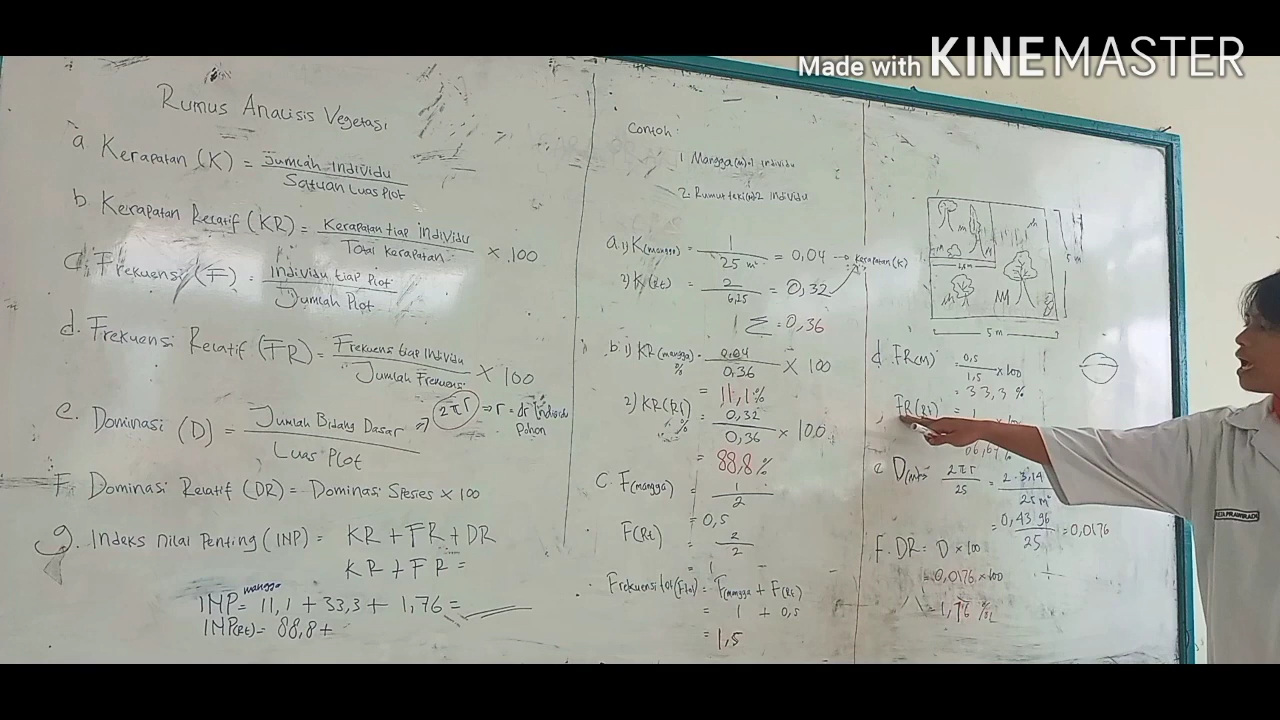 Made with KINEMASTER
Rumus Analisis Vegetasi
a Kerapatan (K) = Jumlah Individu
Satuan Luas Plot
b. Kerapatan Relatif (KR) = Kerapatan tiap Individu × 100
Total Kerapatan
c. Frekuensi (F) = Individu tiap Plot
Jumlah Plot
d. Frekuensi Relatif (FR) = Frekuensi tiap Individu × 100
Jumlah Frekuensi
e. Dominasi (D) = Jumlah Bidang Dasar ⇒ 2πr ⇒ r = dr Individu
Luas Plot Pohon
F. Dominasi Relatif (DR) = Dominasi Spesies × 100
g. Indeks nilai Penting (INP) = KR + FR + DR
KR + FR =
mangga
INP = 11,1 + 33,3 + 1,76 =
INP(Rt) = 88,8 +
Contoh :
1 Mangga(m)=1 individu
2. Rumput teki 2 Individu
a 1) K(mangga) = 1 = 0,04 → Kerapatan (K)
25 m²
2) K(Rt) = 2 = 0,32
6,25
Σ = 0,36
b 1) KR(mangga) = 0,04 × 100
% 0,36
= 11,1%
2) KR(Rt) = 0,32 × 100
% 0,36
= 88,8%
C. F(mangga) = 1
2
= 0,5
F(Rt) = 2
2
= 1
Frekuensi tot (Ftot) = F(mangga) + F(Rt)
= 1 + 0,5
= 1,5
m m
m M
5 m
M
5 m
d FR(M) = 0,5 × 100
1,5
= 33,3 %
FR(Rt) = 1
e D = 2πr = 2·3,14
25 25 m²
= 0,4396 = 0,0176
25
F. DR = D × 100
= 0,0176 × 100
= 1,76 %
REZA PRAWIRADI